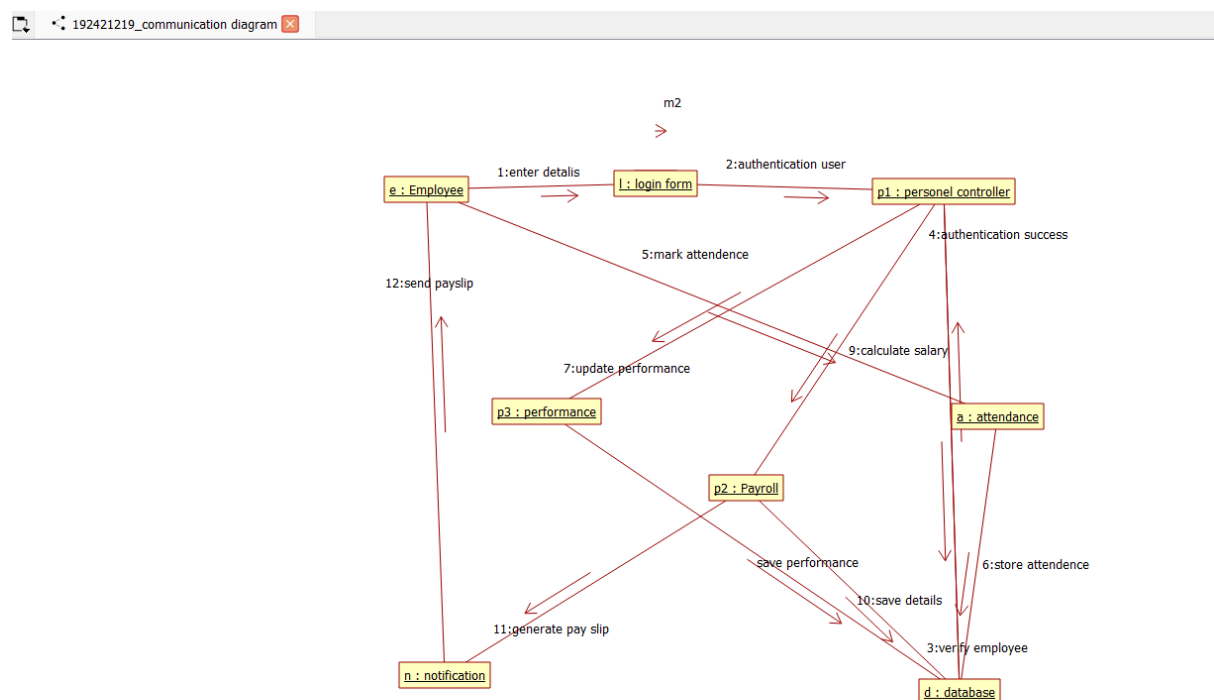 192421219_communication diagram
m2
2:authentication user
1:enter detalis
l : login form
e : Employee
p1 : personel controller
4:authentication success
5:mark attendence
12:send payslip
9:calculate salary
7:update performance
p3 : performance
a : attendance
p2 : Payroll
save performance
6:store attendence
10:save details
11:generate pay slip
3:verify employee
n : notification
d : database